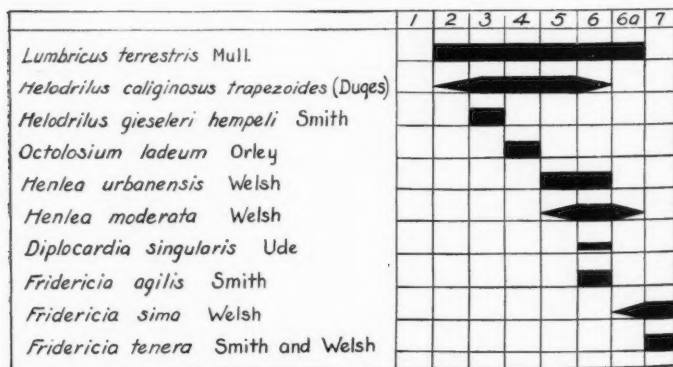 1 2 3 4 5 6 6a 7
Lumbricus terrestris Mull.
Helodrilus caliginosus trapezoides (Duges)
Helodrilus gieseleri hempeli Smith
Octolosium ladeum Orley
Henlea urbanensis Welsh
Henlea moderata Welsh
Diplocardia singularis Ude
Fridericia agilis Smith
Fridericia sima Welsh
Fridericia tenera Smith and Welsh